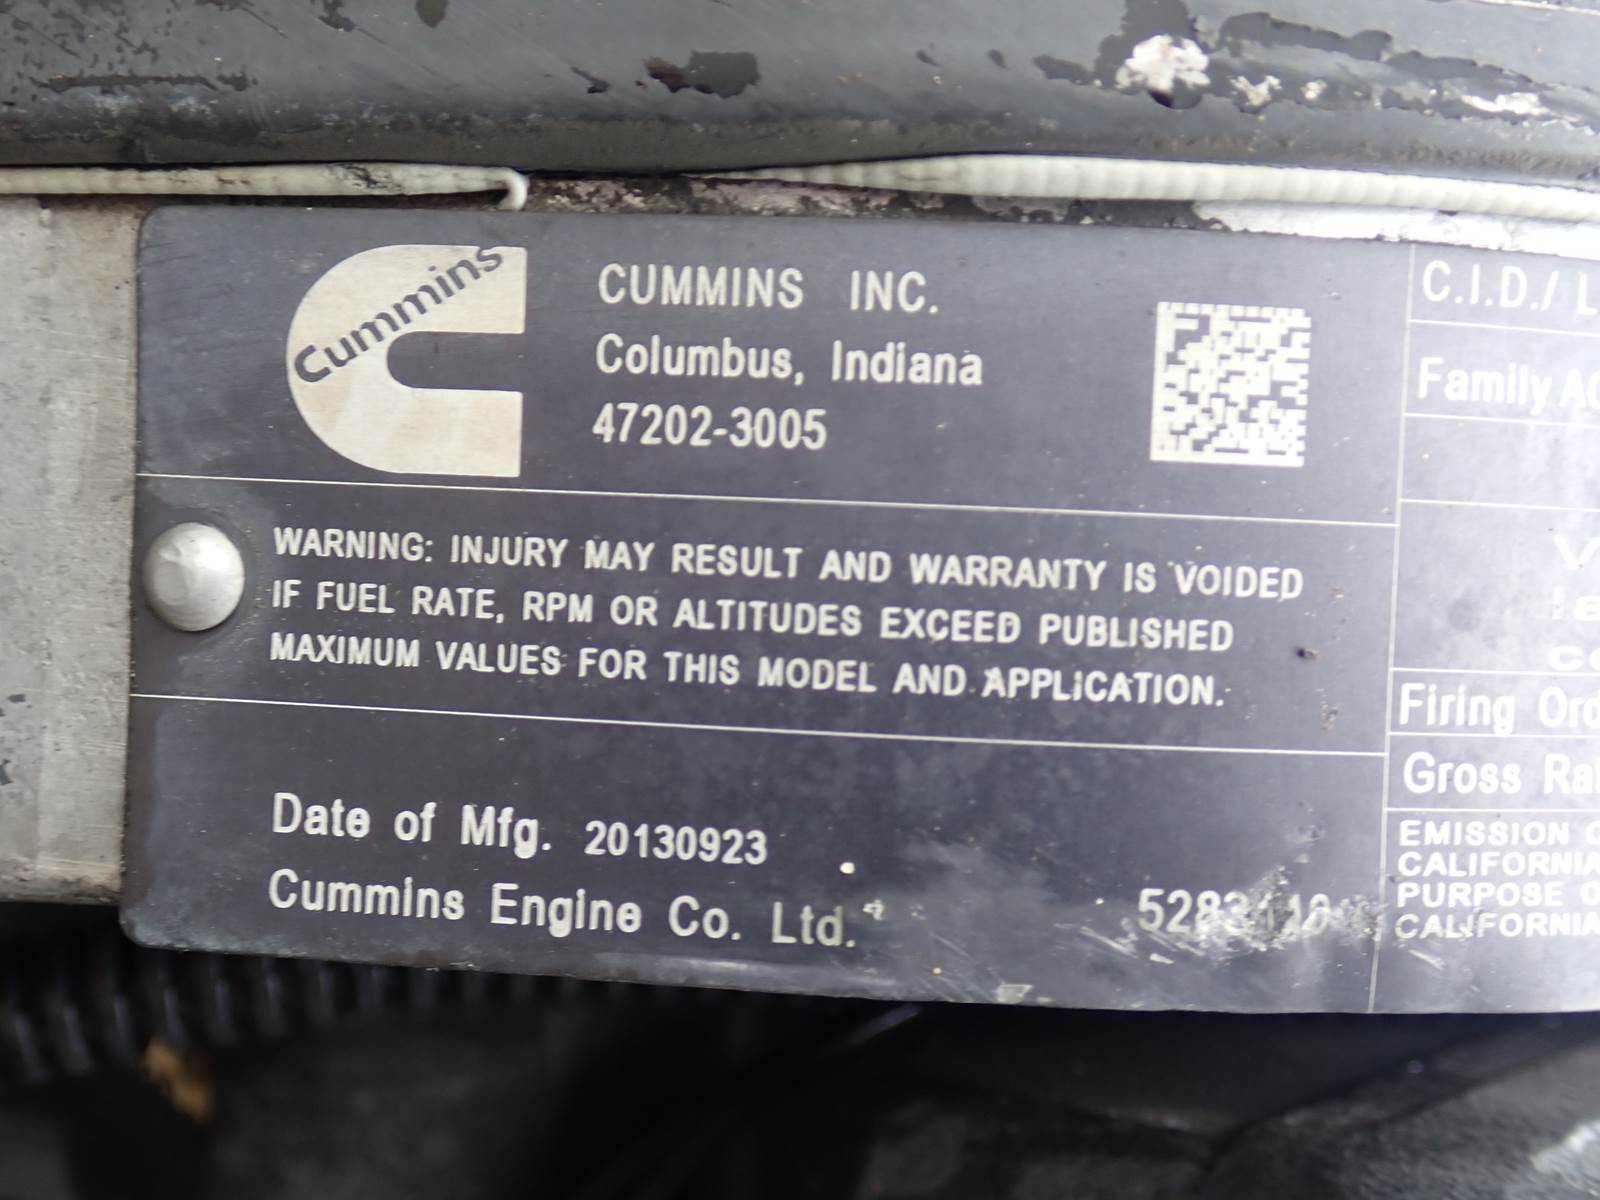 Cummins
CUMMINS INC.
Columbus, Indiana
47202-3005
WARNING: INJURY MAY RESULT AND WARRANTY IS VOIDED
IF FUEL RATE, RPM OR ALTITUDES EXCEED PUBLISHED
MAXIMUM VALUES FOR THIS MODEL AND APPLICATION.
Date of Mfg. 20130923
Cummins Engine Co. Ltd.
C.I.D./ L
Family
Firing
Gross
EMISSION
CALIFORNIA
PURPOSE
CALIFORNIA